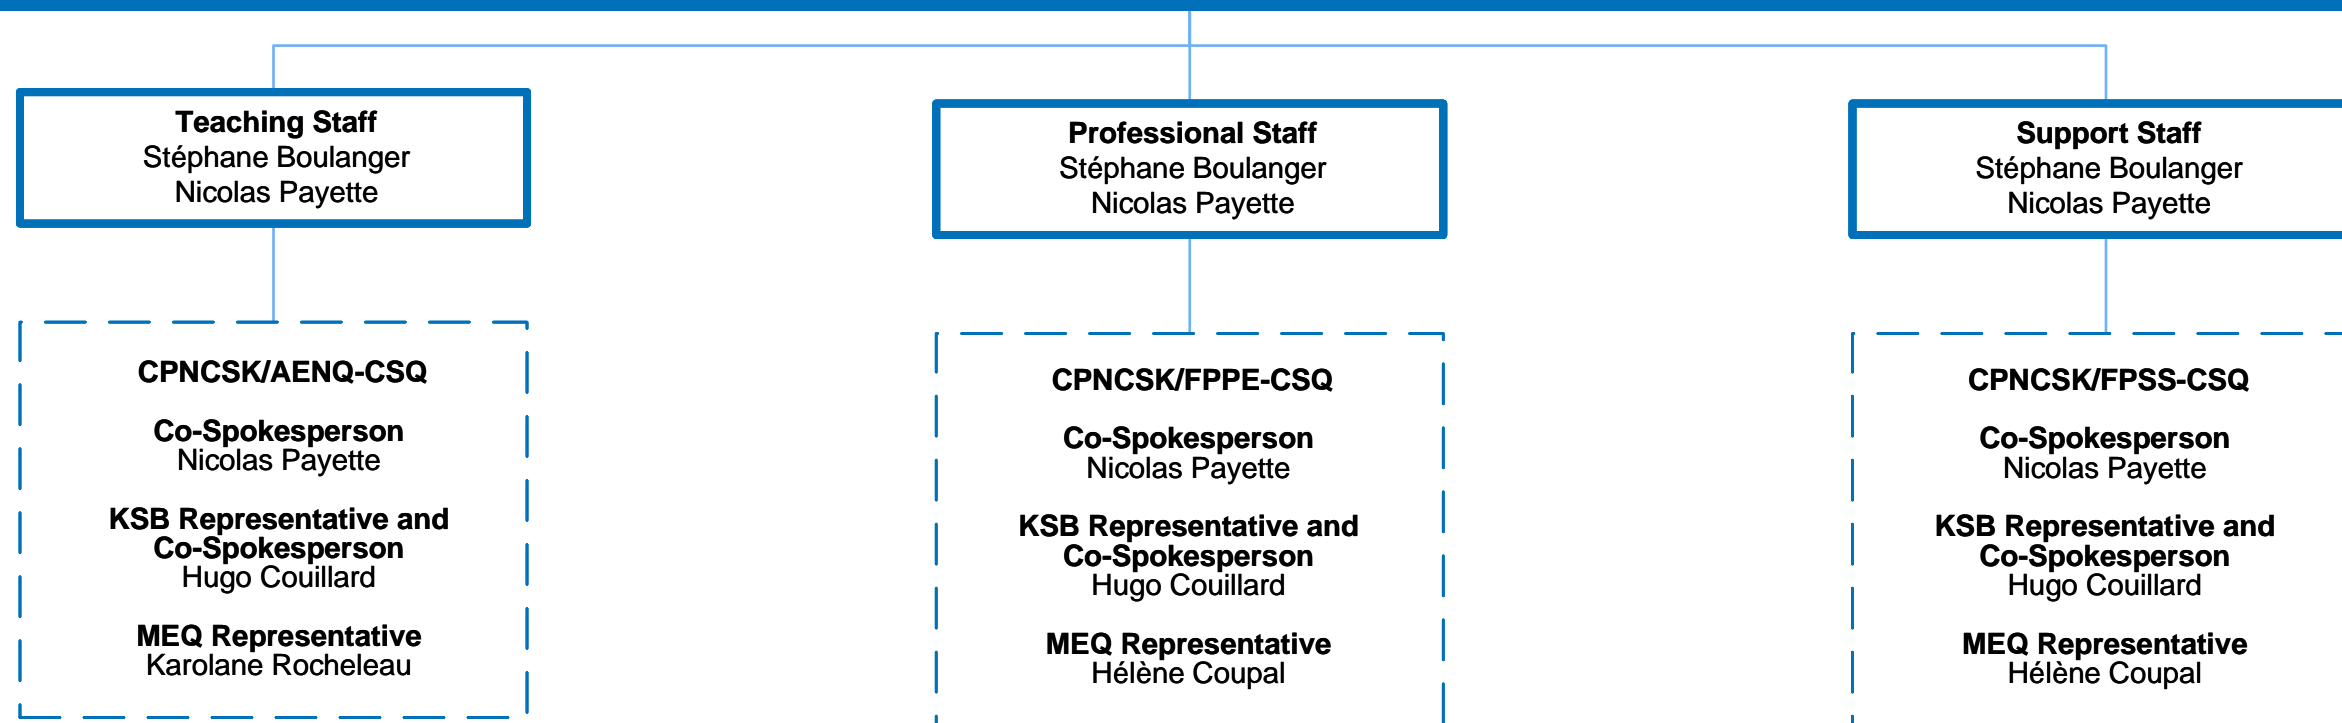 Teaching Staff
Stéphane Boulanger
Nicolas Payette
Professional Staff
Stéphane Boulanger
Nicolas Payette
Support Staff
Stéphane Boulanger
Nicolas Payette
CPNCSK/AENQ-CSQ
Co-Spokesperson
Nicolas Payette
KSB Representative and
Co-Spokesperson
Hugo Couillard
MEQ Representative
Karolane Rocheleau
CPNCSK/FPPE-CSQ
Co-Spokesperson
Nicolas Payette
KSB Representative and
Co-Spokesperson
Hugo Couillard
MEQ Representative
Hélène Coupal
CPNCSK/FPSS-CSQ
Co-Spokesperson
Nicolas Payette
KSB Representative and
Co-Spokesperson
Hugo Couillard
MEQ Representative
Hélène Coupal